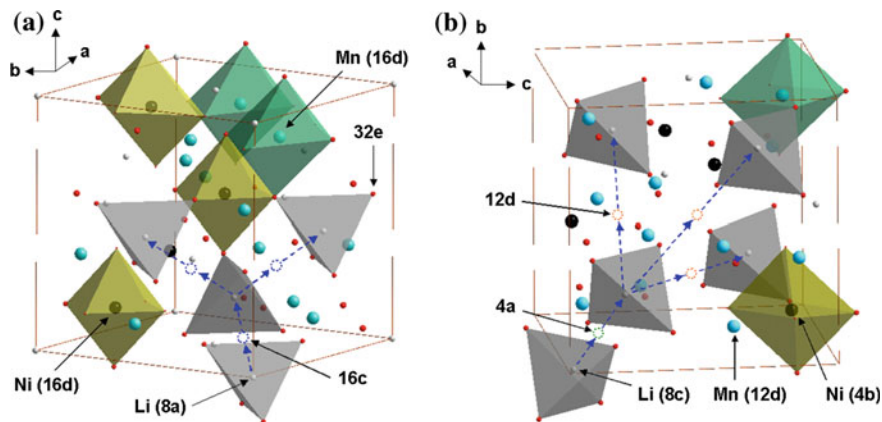 (a)
c
a
b
Mn (16d)
32e
Ni (16d)
Li (8a)
16c
(b)
b
a
c
12d
4a
Li (8c)
Mn (12d)
Ni (4b)